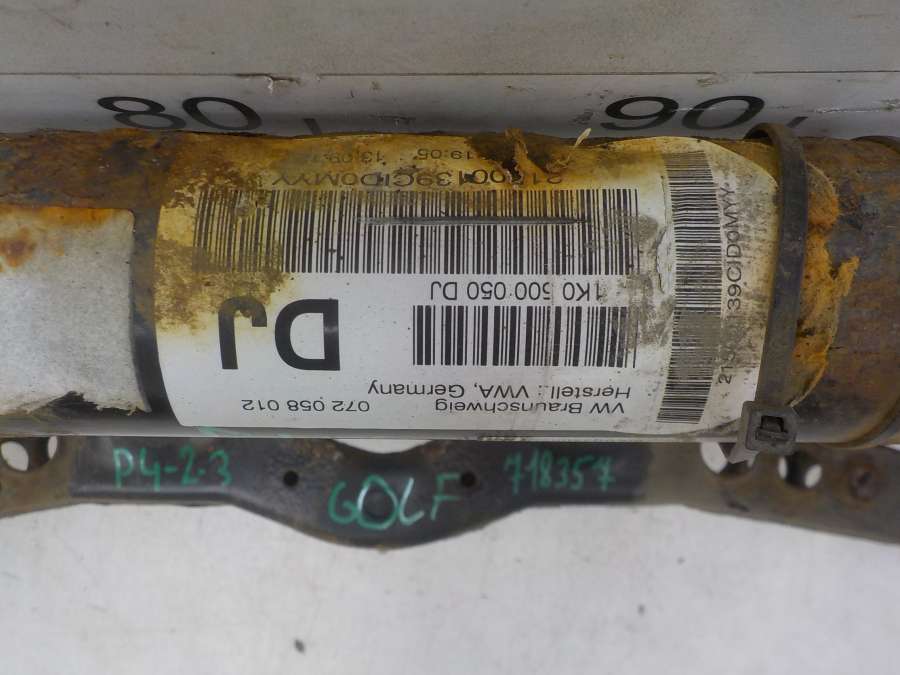 80
90
VW Braunschweig
Herstell.: VWA, Germany
072 058 012
DJ
1K0 500 050 DJ
13.09
19:05
P4-2.3
GOLF
718357